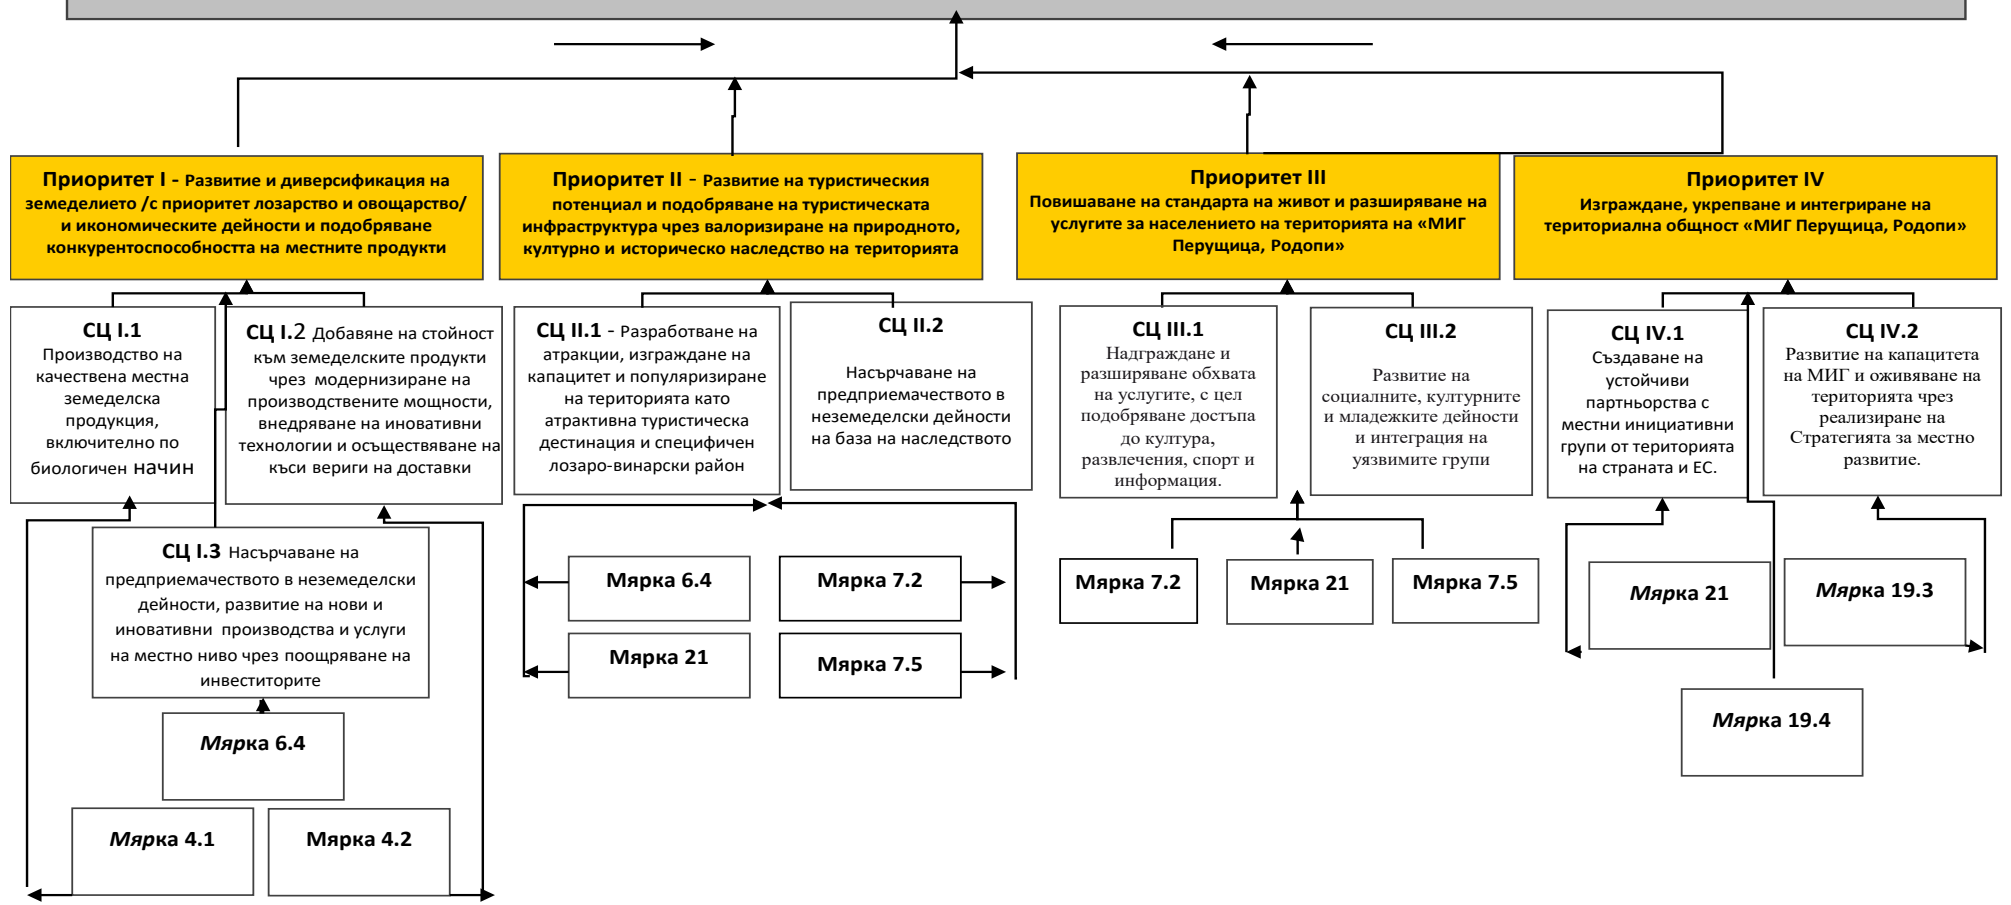 Приоритет I - Развитие и диверсификация на
земеделието /с приоритет лозарство и овощарство/
и икономическите дейности и подобряване
конкурентоспособността на местните продукти
Приоритет II - Развитие на туристическия
потенциал и подобряване на туристическата
инфраструктура чрез валоризиране на природното,
културно и историческо наследство на територията
Приоритет III
Повишаване на стандарта на живот и разширяване на
услугите за населението на територията на «МИГ
Перущица, Родопи»
Приоритет IV
Изграждане, укрепване и интегриране на
териториална общност «МИГ Перущица, Родопи»
СЦ I.1
Производство на
качествена местна
земеделска
продукция,
включително по
биологичен начин
СЦ I.2 Добавяне на стойност
към земеделските продукти
чрез модернизиране на
производствените мощности,
внедряване на иновативни
технологии и осъществяване на
къси вериги на доставки
СЦ II.1 - Разработване на
атракции, изграждане на
капацитет и популяризиране
на територията като
атрактивна туристическа
дестинация и специфичен
лозаро-винарски район
СЦ II.2
Насърчаване на
предприемачеството в
неземеделски дейности
на база на наследството
СЦ III.1
Надграждане и
разширяване обхвата
на услугите, с цел
подобряване достъпа
до култура,
развлечения, спорт и
информация.
СЦ III.2
Развитие на
социалните, културните
и младежките дейности
и интеграция на
уязвимите групи
СЦ IV.1
Създаване на
устойчиви
партньорства с
местни инициативни
групи от територията
на страната и ЕС.
СЦ IV.2
Развитие на капацитета
на МИГ и оживяване на
територията чрез
реализиране на
Стратегията за местно
развитие.
СЦ I.3 Насърчаване на
предприемачеството в неземеделски
дейности, развитие на нови и
иновативни производства и услуги
на местно ниво чрез поощряване на
инвеститорите
Мярка 6.4
Мярка 7.2
Мярка 21
Мярка 7.5
Мярка 7.2
Мярка 21
Мярка 7.5
Мярка 21
Мярка 19.3
Мярка 19.4
Мярка 6.4
Мярка 4.1
Мярка 4.2